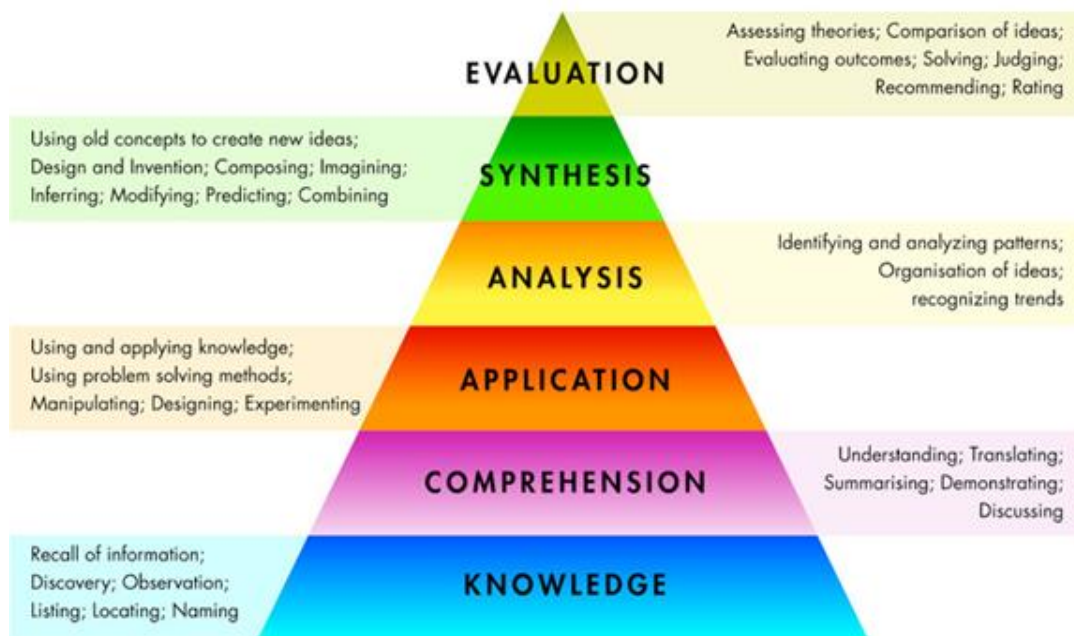 EVALUATION
Assessing theories; Comparison of ideas;
Evaluating outcomes; Solving; Judging;
Recommending; Rating
Using old concepts to create new ideas;
Design and Invention; Composing; Imagining;
Inferring; Modifying; Predicting; Combining
SYNTHESIS
ANALYSIS
Identifying and analyzing patterns;
Organisation of ideas;
recognizing trends
Using and applying knowledge;
Using problem solving methods;
Manipulating; Designing; Experimenting
APPLICATION
COMPREHENSION
Understanding; Translating;
Summarising; Demonstrating;
Discussing
Recall of information;
Discovery; Observation;
Listing; Locating; Naming
KNOWLEDGE